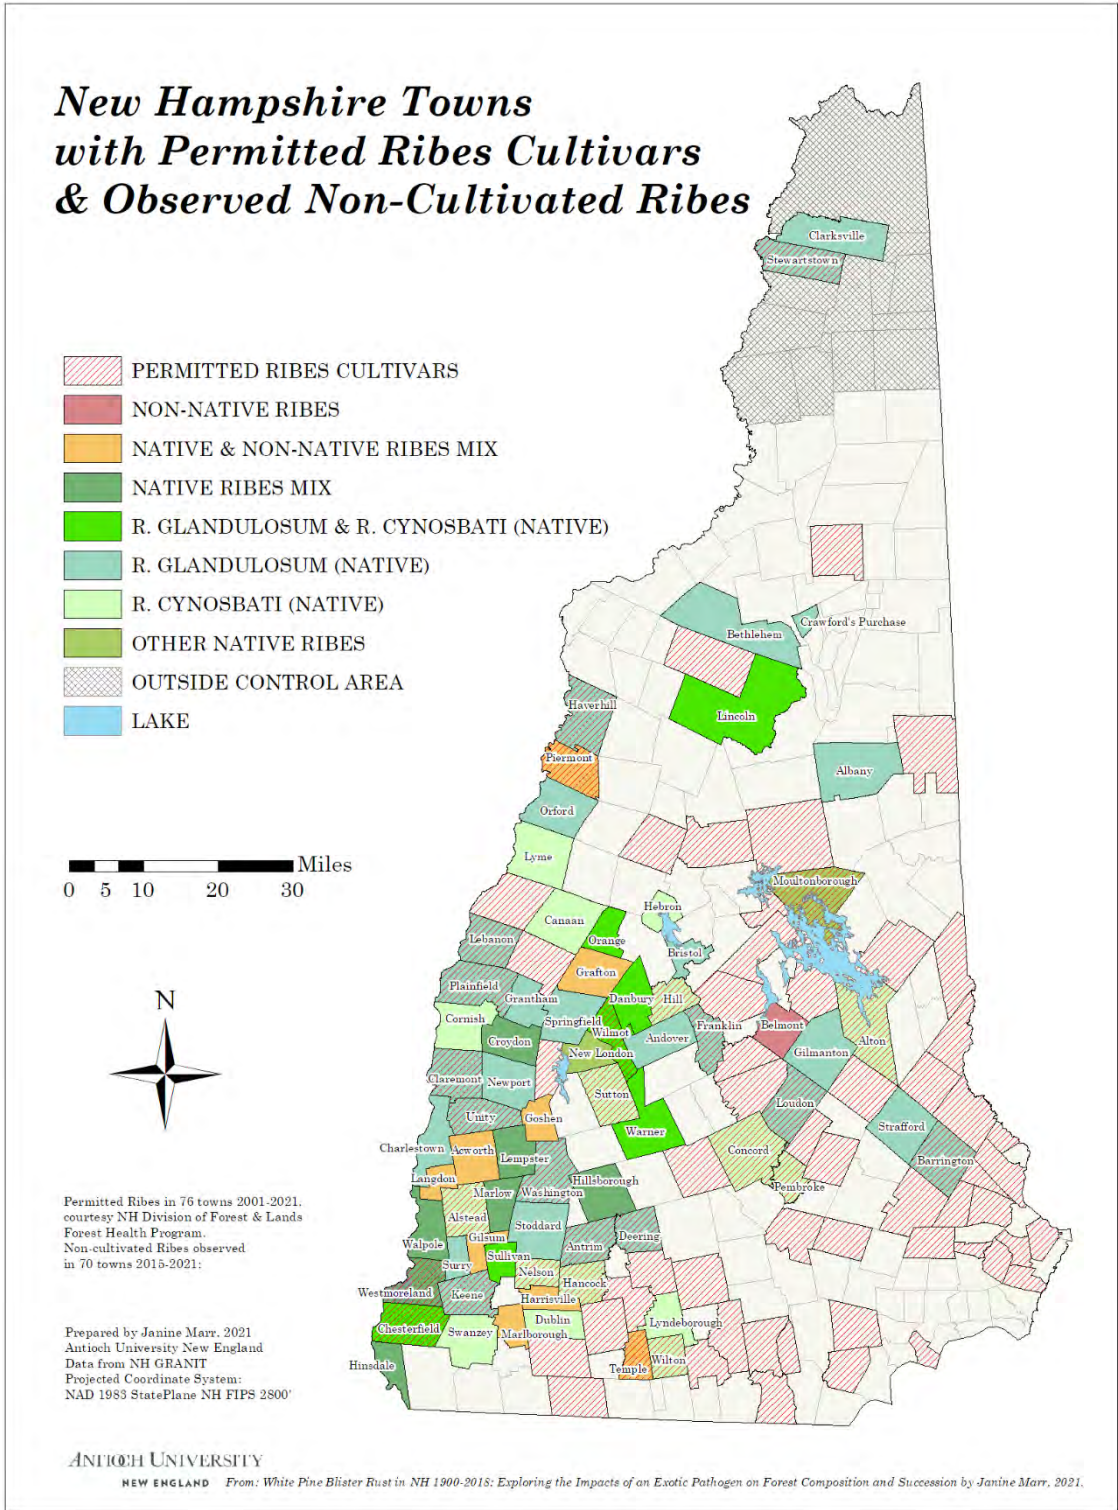 New Hampshire Towns
with Permitted Ribes Cultivars
& Observed Non-Cultivated Ribes
Clarksville
Stewartstown
PERMITTED RIBES CULTIVARS
NON-NATIVE RIBES
NATIVE & NON-NATIVE RIBES MIX
NATIVE RIBES MIX
R. GLANDULOSUM & R. CYNOSBATI (NATIVE)
R. GLANDULOSUM (NATIVE)
R. CYNOSBATI (NATIVE)
OTHER NATIVE RIBES
OUTSIDE CONTROL AREA
LAKE
Crawford's Purchase
Bethlehem
Haverhill
Lincoln
Piermont
Albany
Orford
Lyme
Miles
0 5 10 20 30
Moultonborough
Hebron
Canaan
Lebanon
Orange
Bristol
Grafton
Plainfield
Grantham
Danbury
Hill
Cornish
Springfield
Wilmot
Franklin
Belmont
Croydon
Andover
Alton
New London
Gilmanton
Claremont
Newport
Sutton
Loudon
Unity
Goshen
Strafford
Warner
Charlestown
Acworth
Lempster
Concord
Barrington
Langdon
Marlow
Washington
Hillsborough
Pembroke
Alstead
Stoddard
Gilsum
Deering
Walpole
Antrim
Surry
Sullivan
Nelson
Hancock
Westmoreland
Keene
Harrisville
Dublin
Lyndeborough
Chesterfield
Swanzey
Marlborough
Hinsdale
Temple
Wilton
N
Permitted Ribes in 76 towns 2001-2021.
courtesy NH Division of Forest & Lands
Forest Health Program.
Non-cultivated Ribes observed
in 70 towns 2015-2021:
Prepared by Janine Marr. 2021
Antioch University New England
Data from NH GRANIT
Projected Coordinate System:
NAD 1983 StatePlane NH FIPS 2800'
ANTIOCH UNIVERSITY
NEW ENGLAND
From: White Pine Blister Rust in NH 1900-2018: Exploring the Impacts of an Exotic Pathogen on Forest Composition and Succession by Janine Marr, 2021.